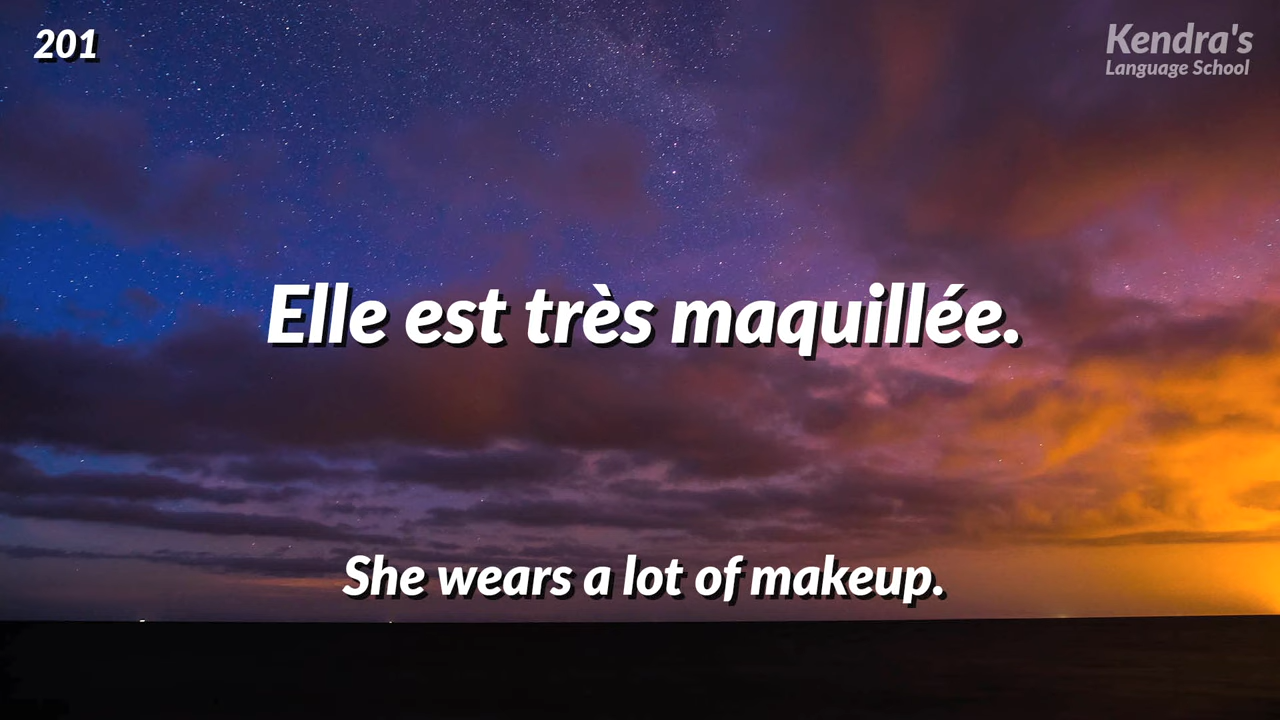 201
Kendra's
Language School
Elle est très maquillée.
She wears a lot of makeup.